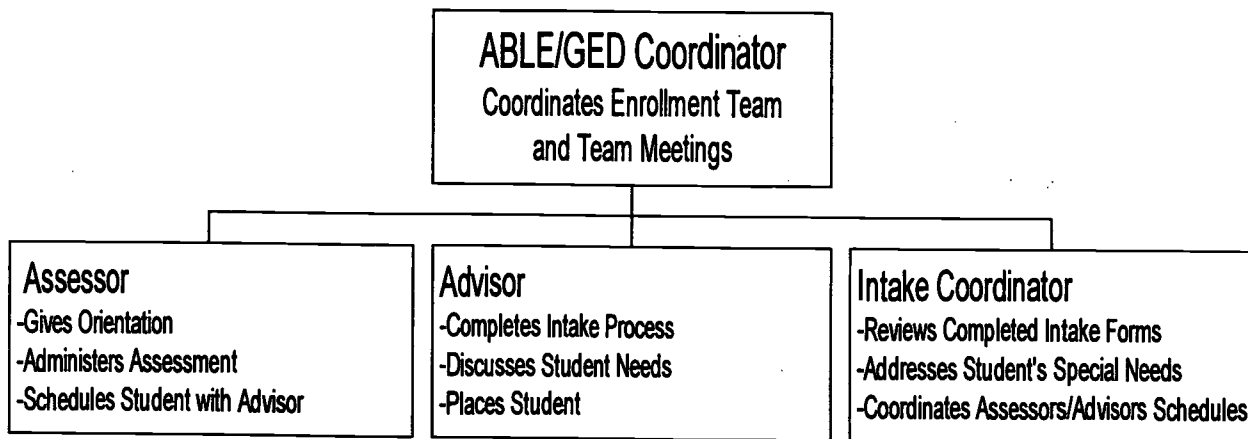 ABLE/GED Coordinator
Coordinates Enrollment Team
and Team Meetings
Assessor
-Gives Orientation
-Administers Assessment
-Schedules Student with Advisor
Advisor
-Completes Intake Process
-Discusses Student Needs
-Places Student
Intake Coordinator
-Reviews Completed Intake Forms
-Addresses Student's Special Needs
-Coordinates Assessors/Advisors Schedules